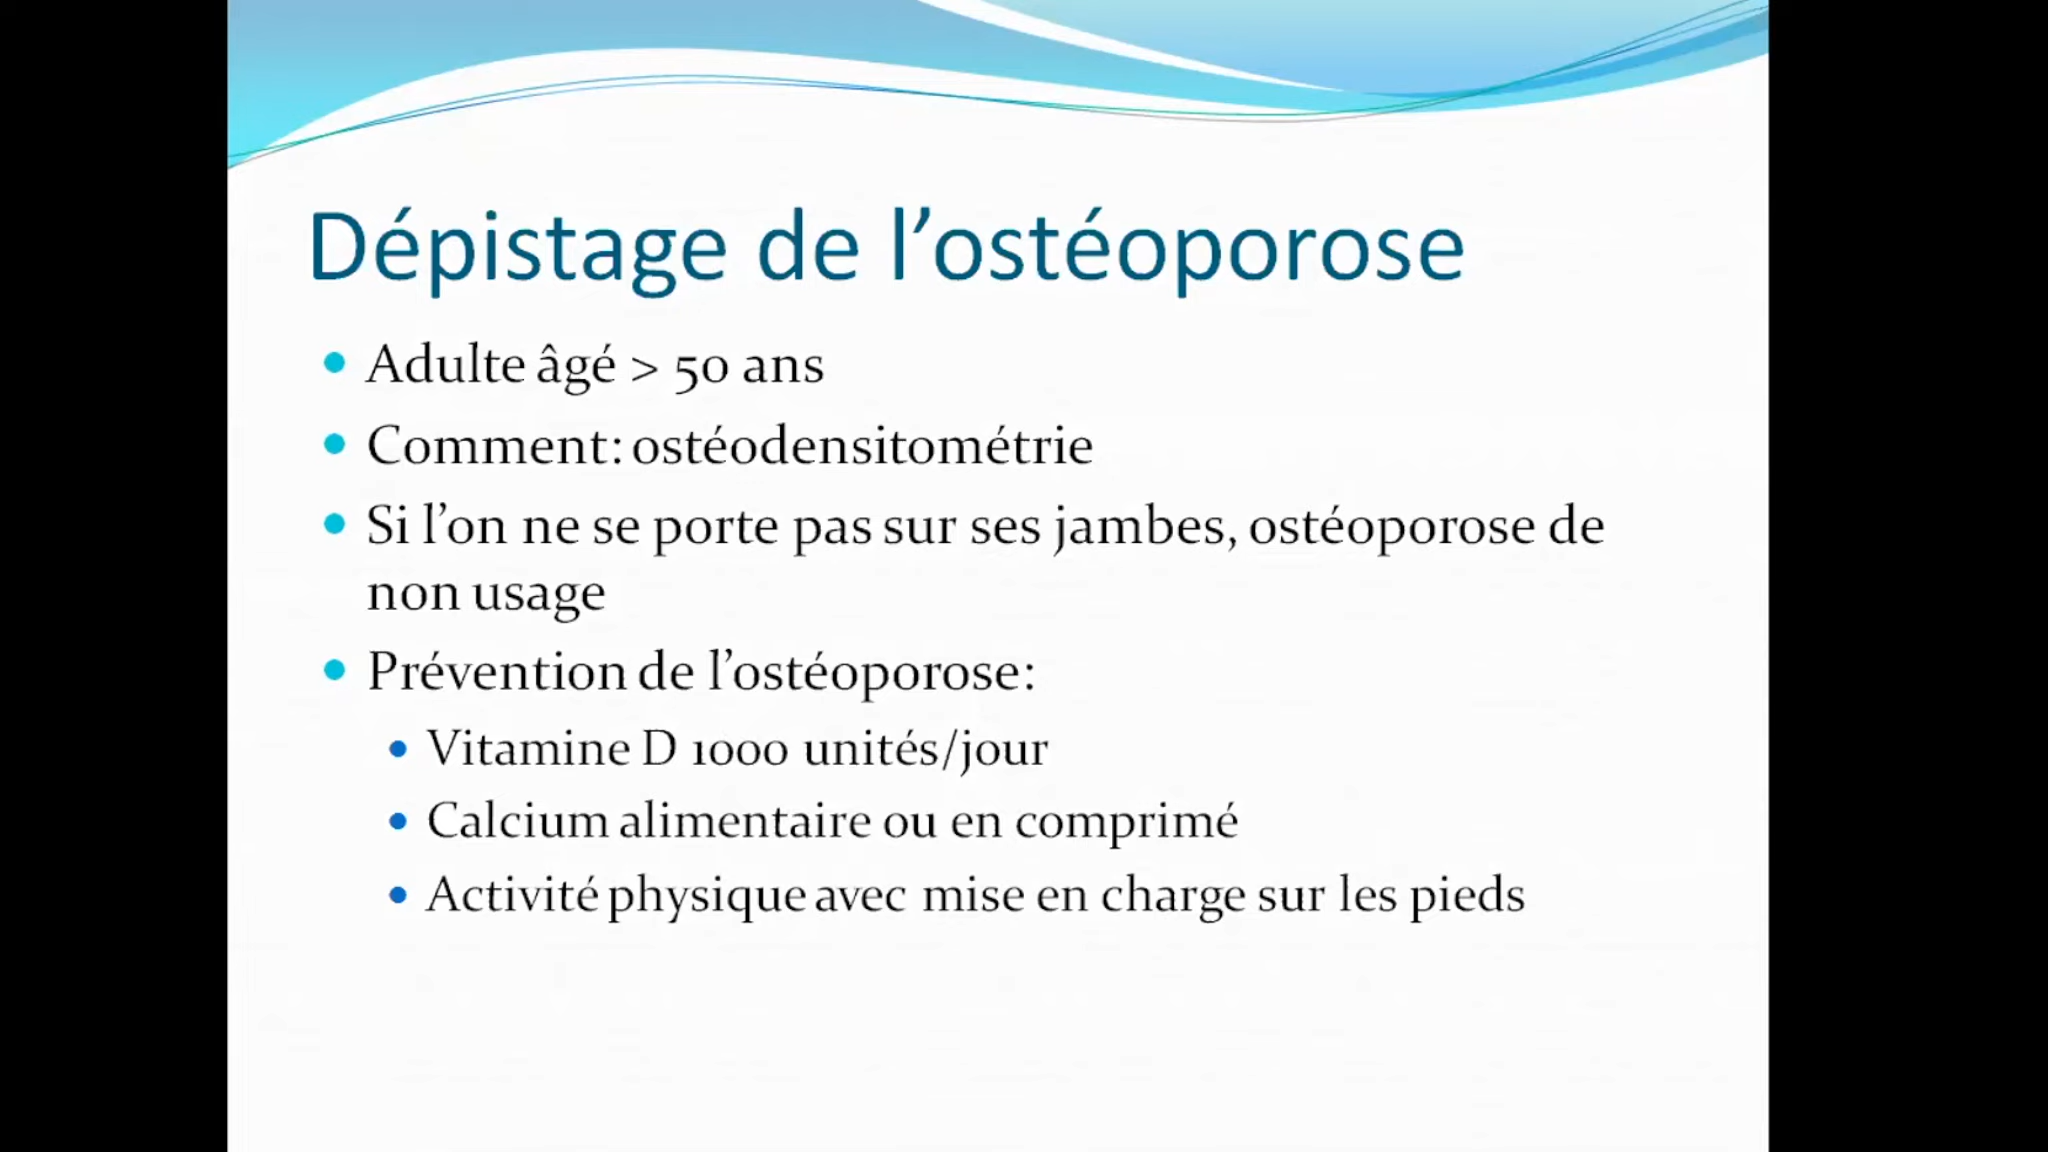 Dépistage de l’ostéoporose
• Adulte âgé > 50 ans
• Comment: ostéodensitométrie
• Si l’on ne se porte pas sur ses jambes, ostéoporose de
non usage
• Prévention de l’ostéoporose:
• Vitamine D 1000 unités/jour
• Calcium alimentaire ou en comprimé
• Activité physique avec mise en charge sur les pieds